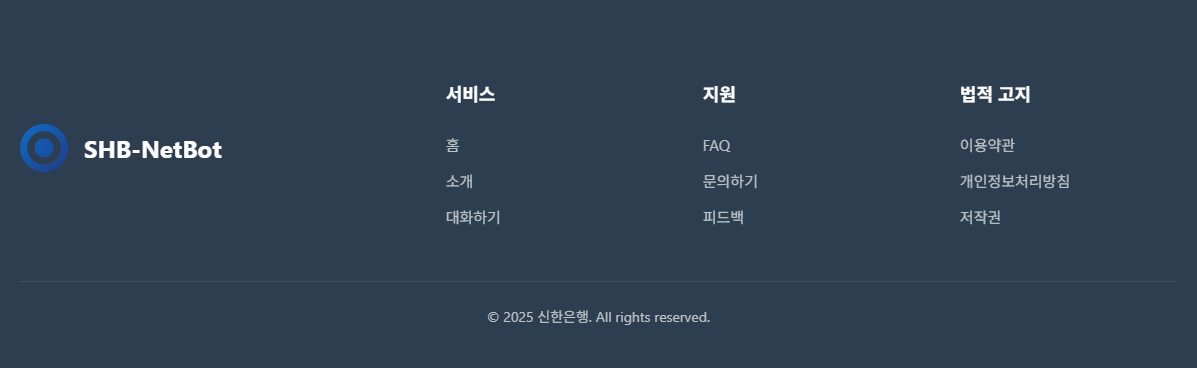 SHB-NetBot
서비스
홈
소개
대화하기
지원
FAQ
문의하기
피드백
법적 고지
이용약관
개인정보처리방침
저작권
© 2025 신한은행. All rights reserved.